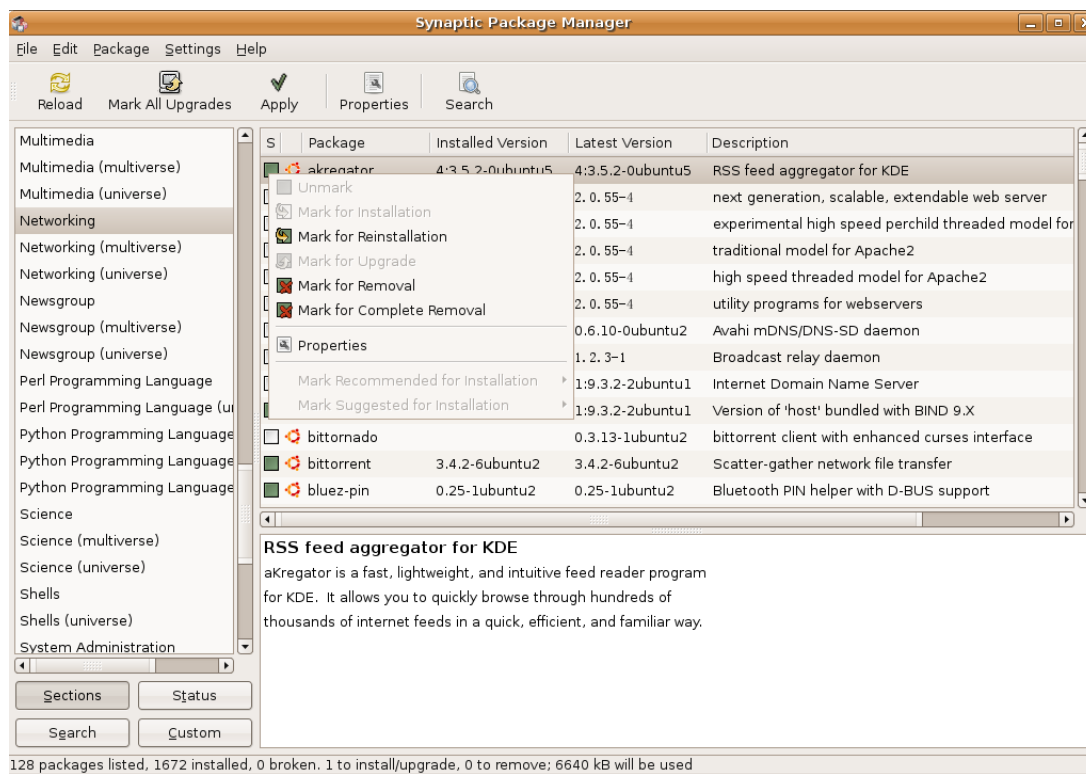 Synaptic Package Manager
File Edit Package Settings Help
Reload Mark All Upgrades Apply Properties Search
Multimedia
Multimedia (multiverse)
Multimedia (universe)
Networking
Networking (multiverse)
Networking (universe)
Newsgroup
Newsgroup (multiverse)
Newsgroup (universe)
Perl Programming Language
Perl Programming Language (un
Python Programming Language
Python Programming Language
Python Programming Language
Science
Science (multiverse)
Science (universe)
Shells
Shells (universe)
System Administration
Sections Status
Search Custom
S Package Installed Version Latest Version Description
akregator 4:3.5.2-0ubuntu5 4:3.5.2-0ubuntu5 RSS feed aggregator for KDE
2.0.55-4 next generation, scalable, extendable web server
2.0.55-4 experimental high speed perchild threaded model for
2.0.55-4 traditional model for Apache2
2.0.55-4 high speed threaded model for Apache2
2.0.55-4 utility programs for webservers
0.6.10-0ubuntu2 Avahi mDNS/DNS-SD daemon
1.2.3-1 Broadcast relay daemon
1:9.3.2-2ubuntu1 Internet Domain Name Server
1:9.3.2-2ubuntu1 Version of 'host' bundled with BIND 9.X
bittornado 0.3.13-1ubuntu2 bittorrent client with enhanced curses interface
bittorrent 3.4.2-6ubuntu2 3.4.2-6ubuntu2 Scatter-gather network file transfer
bluez-pin 0.25-1ubuntu2 0.25-1ubuntu2 Bluetooth PIN helper with D-BUS support
Unmark
Mark for Installation
Mark for Reinstallation
Mark for Upgrade
Mark for Removal
Mark for Complete Removal
Properties
Mark Recommended for Installation
Mark Suggested for Installation
RSS feed aggregator for KDE
aKregator is a fast, lightweight, and intuitive feed reader program
for KDE. It allows you to quickly browse through hundreds of
thousands of internet feeds in a quick, efficient, and familiar way.
128 packages listed, 1672 installed, 0 broken. 1 to install/upgrade, 0 to remove; 6640 kB will be used